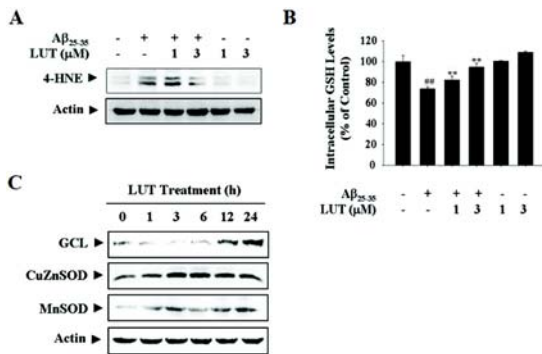 A
Aβ25-35 - + + + - -
LUT (μM) - - 1 3 1 3
4-HNE
Actin
B
Intracellular GSH Levels
(% of Control)
120
100
80
60
40
20
0
##
**
**
Aβ25-35 - + + + - -
LUT (μM) - - 1 3 1 3
C
LUT Treatment (h)
0 1 3 6 12 24
GCL
CuZnSOD
MnSOD
Actin